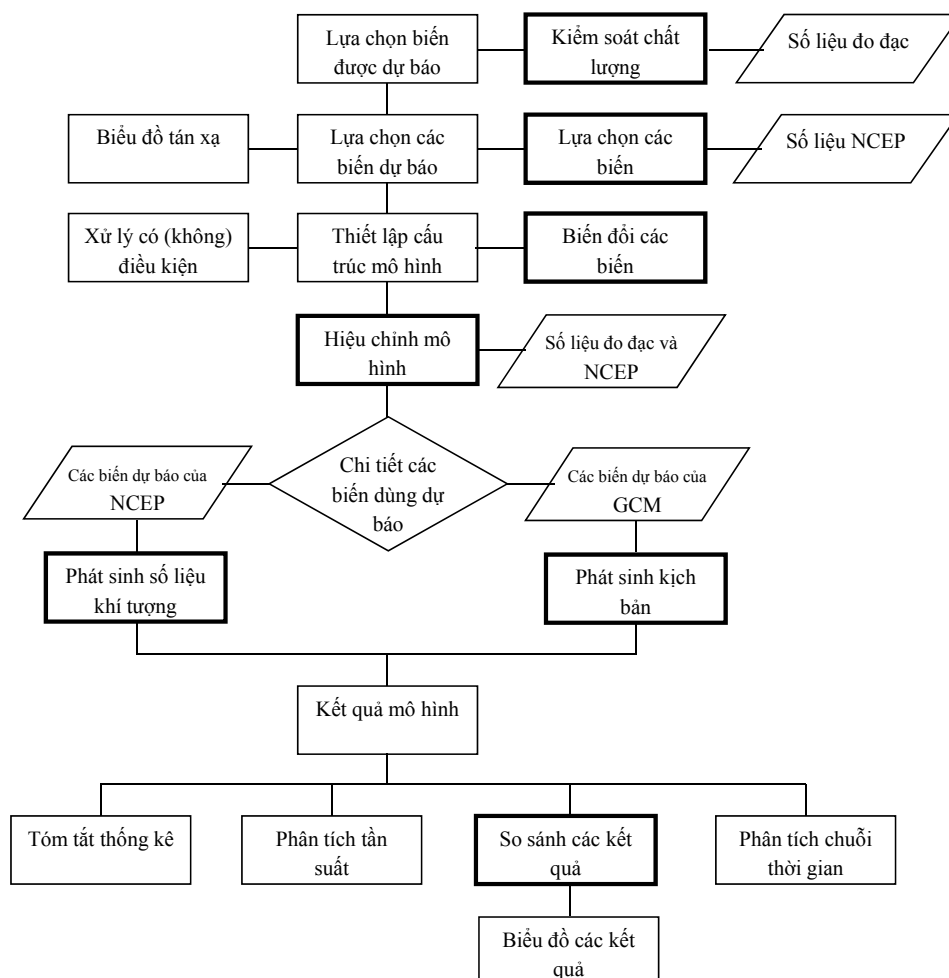 Lựa chọn biến
được dự báo
Kiểm soát chất
lượng
Số liệu đo đạc
Biểu đồ tán xạ
Lựa chọn các
biến dự báo
Lựa chọn các
biến
Số liệu NCEP
Xử lý có (không)
điều kiện
Thiết lập cấu
trúc mô hình
Biến đổi các
biến
Hiệu chỉnh mô
hình
Số liệu đo đạc và
NCEP
Các biến dự báo của
NCEP
Chi tiết các
biến dùng dự
báo
Các biến dự báo của
GCM
Phát sinh số liệu
khí tượng
Phát sinh kịch
bản
Kết quả mô hình
Tóm tắt thống kê
Phân tích tần
suất
So sánh các kết
quả
Phân tích chuỗi
thời gian
Biểu đồ các kết
quả